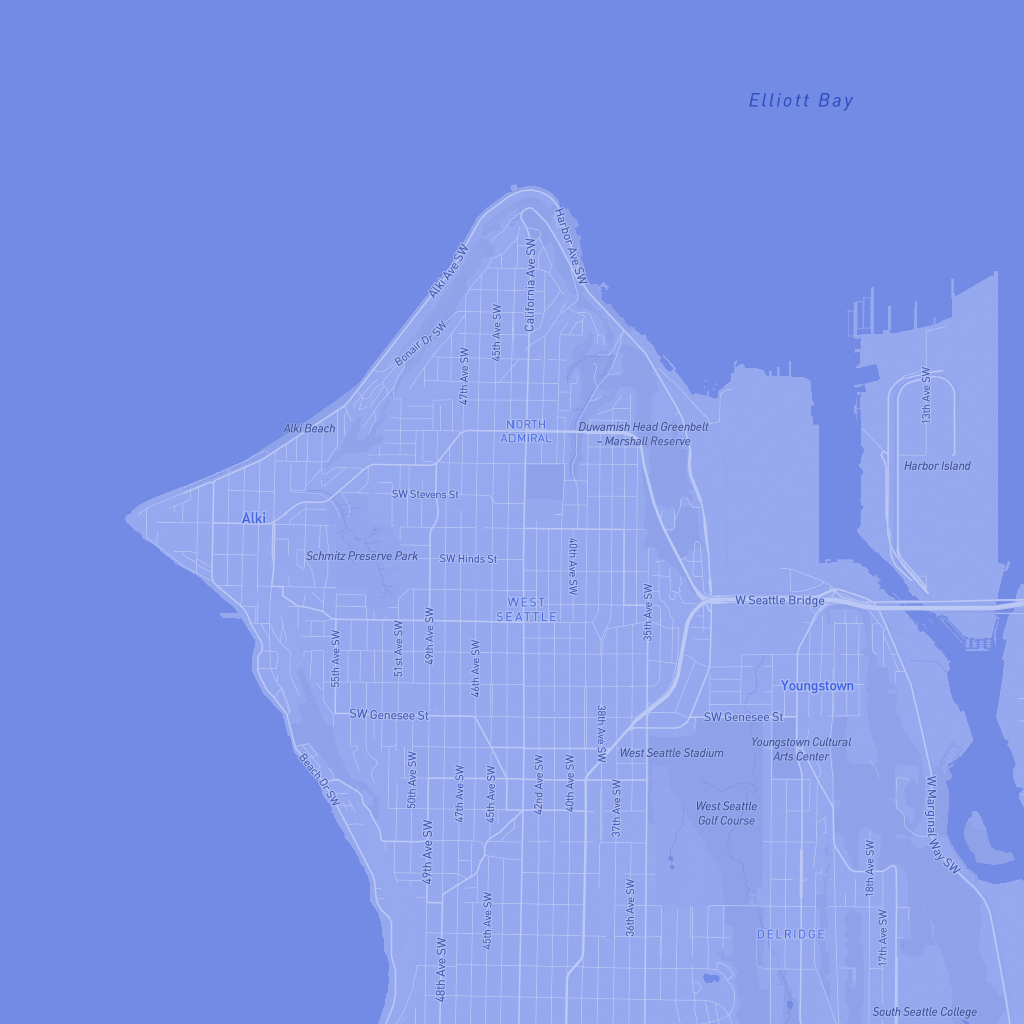 Elliott Bay
Harbor Ave SW
Alki Ave SW
California Ave SW
45th Ave SW
Bonair Dr SW
47th Ave SW
13th Ave SW
Alki Beach
NORTH
ADMIRAL
Duwamish Head Greenbelt
– Marshall Reserve
Harbor Island
SW Stevens St
Alki
Schmitz Preserve Park
SW Hinds St
40th Ave SW
WEST
SEATTLE
35th Ave SW
W Seattle Bridge
55th Ave SW
51st Ave SW
49th Ave SW
46th Ave SW
Youngstown
SW Genesee St
38th Ave SW
SW Genesee St
West Seattle Stadium
Youngstown Cultural
Arts Center
Beach Dr SW
50th Ave SW
47th Ave SW
45th Ave SW
42nd Ave SW
40th Ave SW
37th Ave SW
West Seattle
Golf Course
W Marginal Way SW
49th Ave SW
18th Ave SW
45th Ave SW
36th Ave SW
17th Ave SW
DELRIDGE
48th Ave SW
South Seattle College